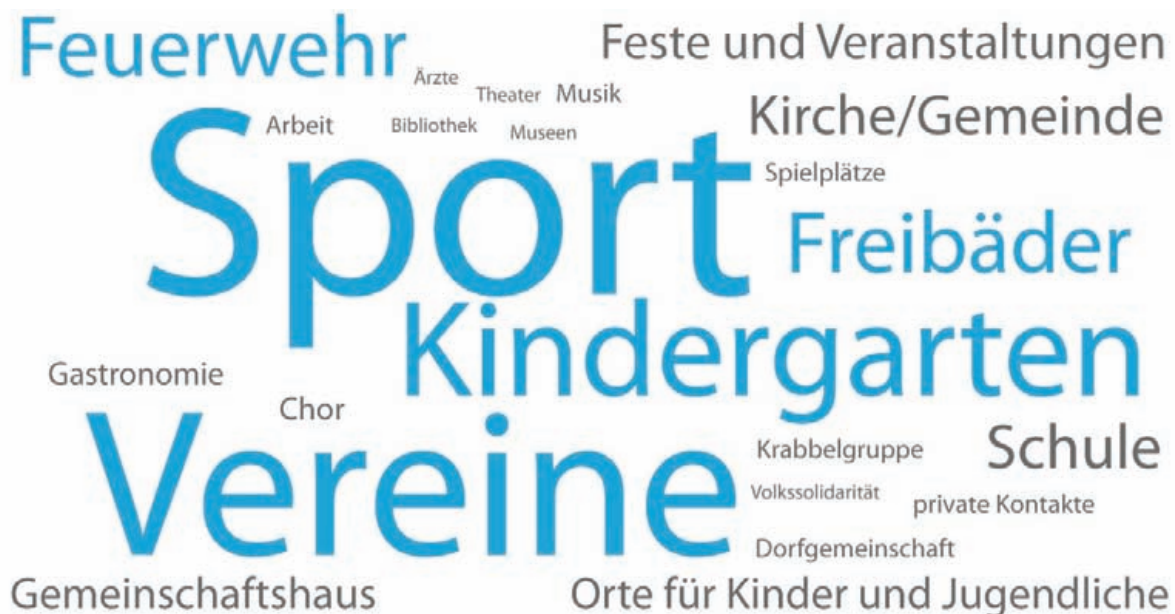 Feuerwehr
Feste und Veranstaltungen
Ärzte
Theater
Musik
Kirche/Gemeinde
Arbeit
Bibliothek
Museen
Sport
Spielplätze
Freibäder
Kindergarten
Gastronomie
Chor
Vereine
Krabbelgruppe
Schule
Volkssolidarität
private Kontakte
Dorfgemeinschaft
Gemeinschaftshaus
Orte für Kinder und Jugendliche